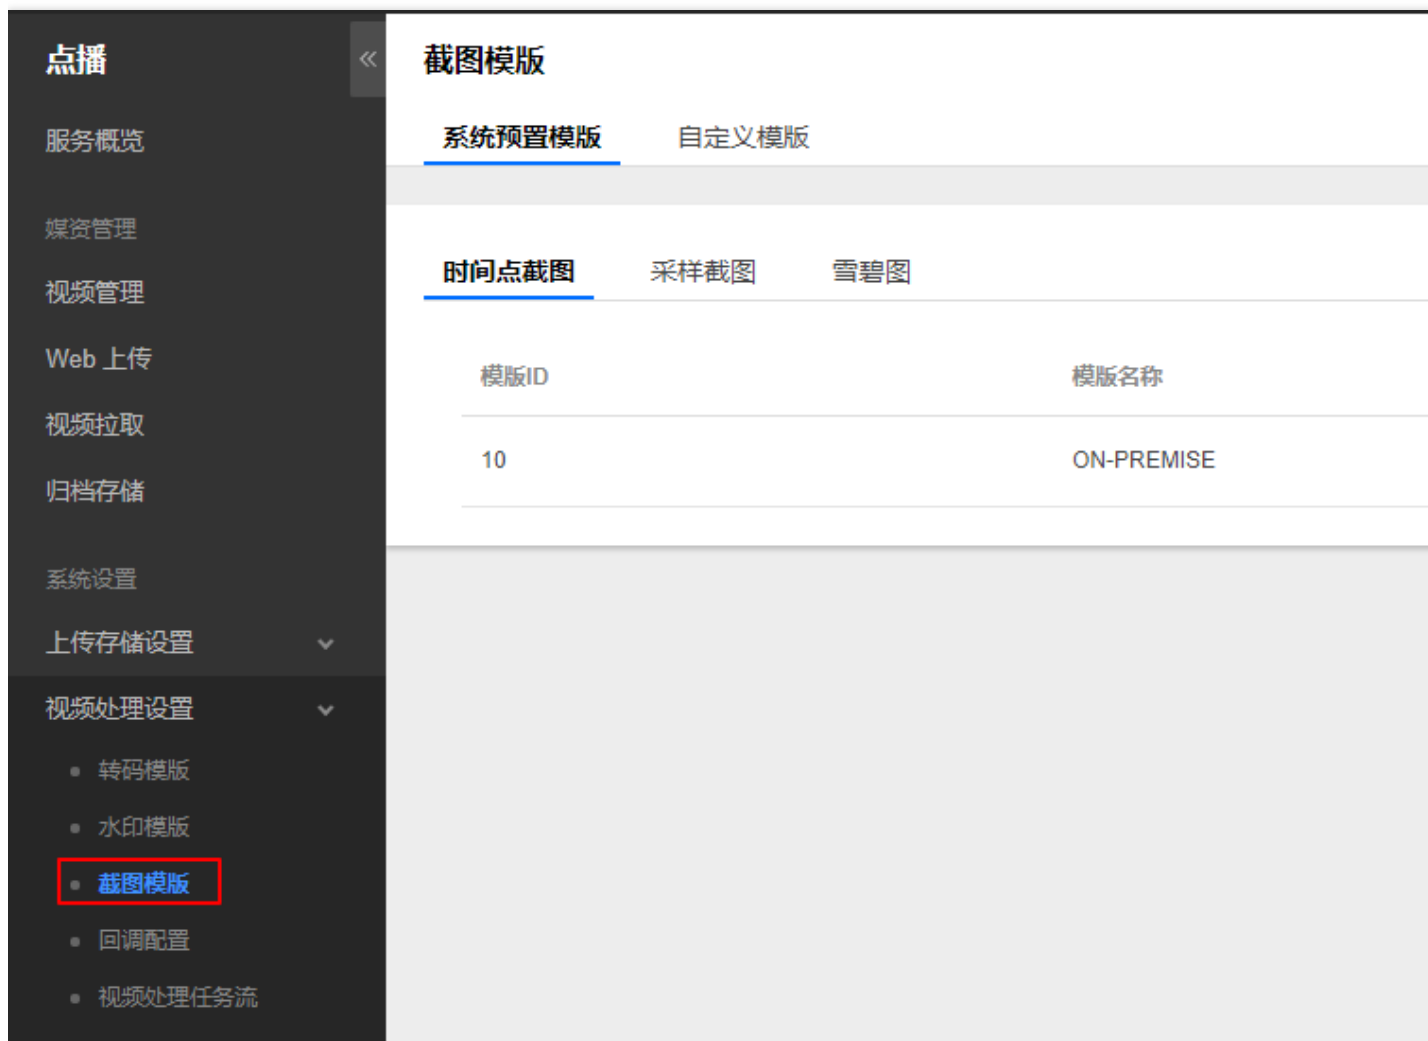 点播
«
服务概览
媒资管理
视频管理
Web 上传
视频拉取
归档存储
系统设置
上传存储设置
视频处理设置
转码模版
水印模版
截图模版
回调配置
视频处理任务流
截图模版
系统预置模版 自定义模版
时间点截图 采样截图 雪碧图
模版ID 模版名称
10 ON-PREMISE